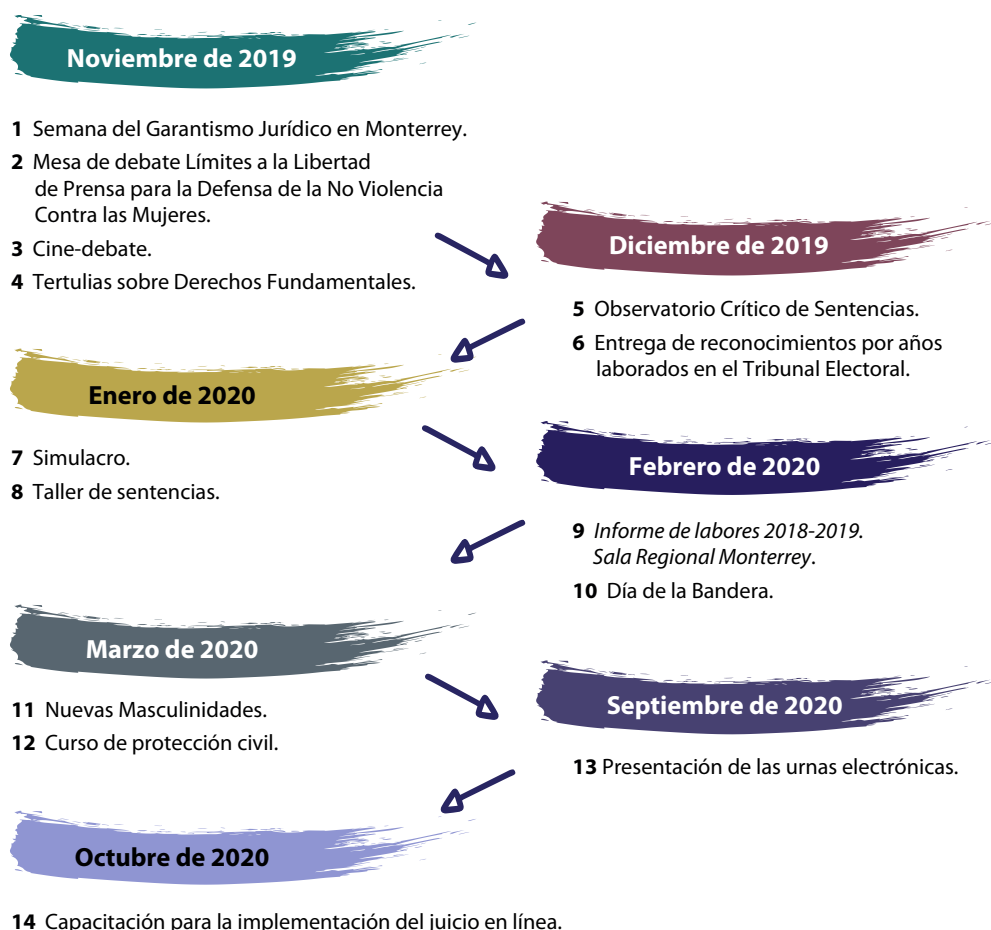 Noviembre de 2019
1 Semana del Garantismo Jurídico en Monterrey.
2 Mesa de debate Límites a la Libertad
de Prensa para la Defensa de la No Violencia
Contra las Mujeres.
3 Cine-debate.
4 Tertulias sobre Derechos Fundamentales.
Diciembre de 2019
5 Observatorio Crítico de Sentencias.
6 Entrega de reconocimientos por años
laborados en el Tribunal Electoral.
Enero de 2020
7 Simulacro.
8 Taller de sentencias.
Febrero de 2020
9 Informe de labores 2018-2019.
Sala Regional Monterrey.
10 Día de la Bandera.
Marzo de 2020
11 Nuevas Masculinidades.
12 Curso de protección civil.
Septiembre de 2020
13 Presentación de las urnas electrónicas.
Octubre de 2020
14 Capacitación para la implementación del juicio en línea.